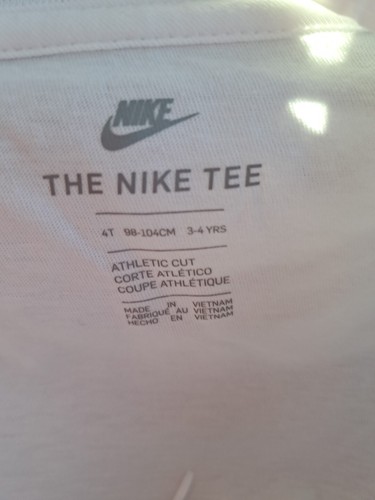 NIKE
THE NIKE TEE
4T 98-104CM 3-4 YRS
ATHLETIC CUT
CORTE ATLÉTICO
COUPE ATHLÉTIQUE
MADE IN VIETNAM
FABRIQUÉ AU VIETNAM
HECHO EN VIETNAM